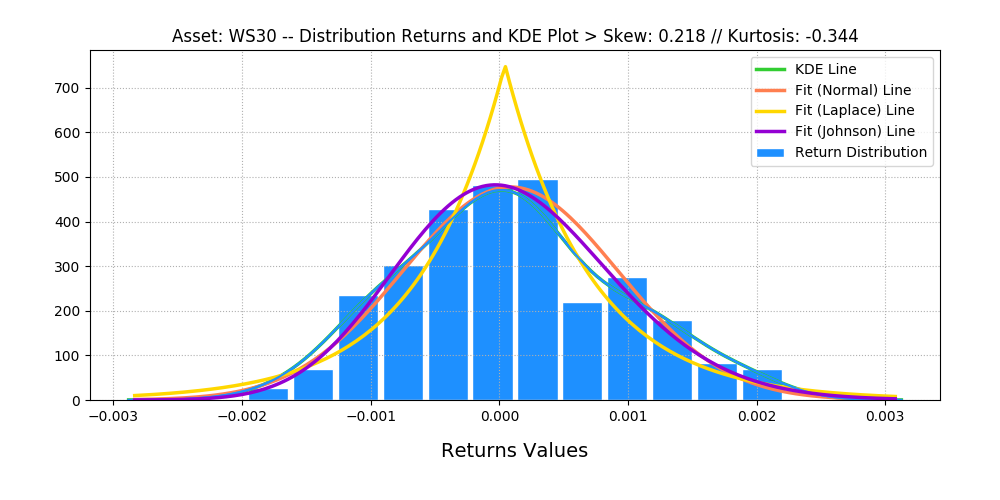 Asset: WS30 -- Distribution Returns and KDE Plot > Skew: 0.218 // Kurtosis: -0.344
KDE Line
Fit (Normal) Line
Fit (Laplace) Line
Fit (Johnson) Line
Return Distribution
700
600
500
400
300
200
100
0
−0.003 −0.002 −0.001 0.000 0.001 0.002 0.003
Returns Values